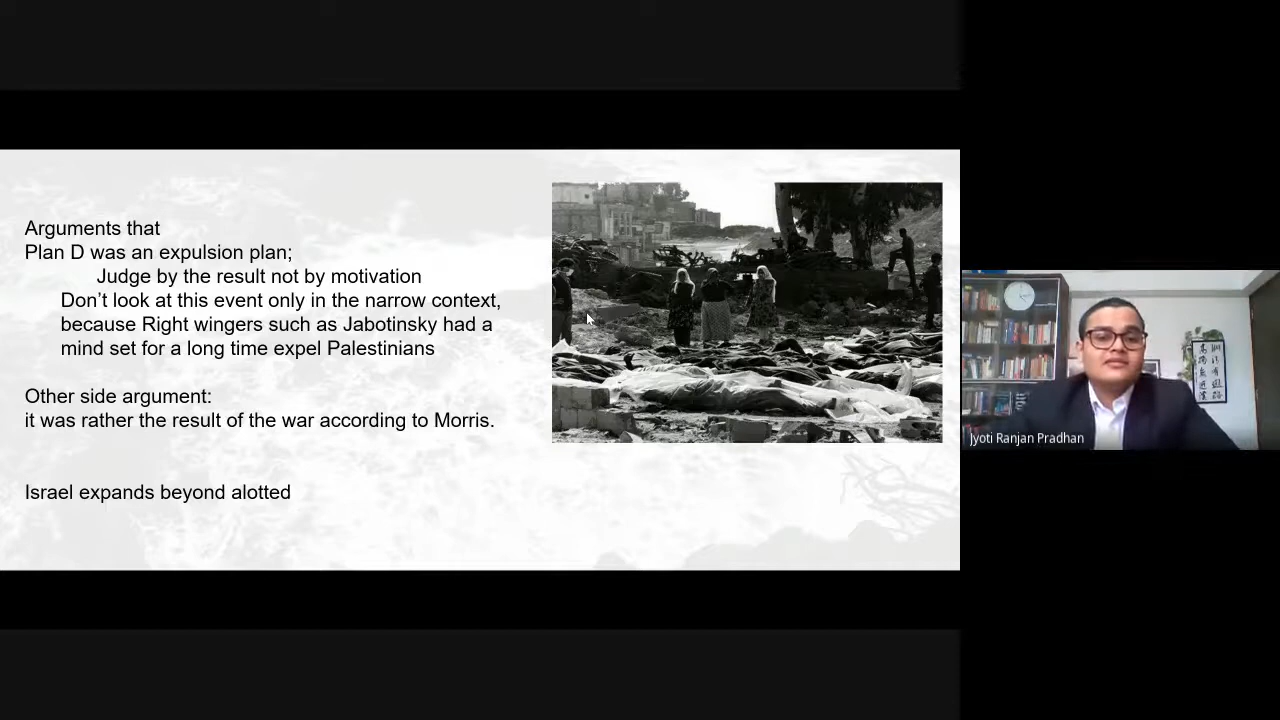 Arguments that
Plan D was an expulsion plan;
Judge by the result not by motivation
Don’t look at this event only in the narrow context,
because Right wingers such as Jabotinsky had a
mind set for a long time expel Palestinians
Other side argument:
it was rather the result of the war according to Morris.
Israel expands beyond alotted
Jyoti Ranjan Pradhan